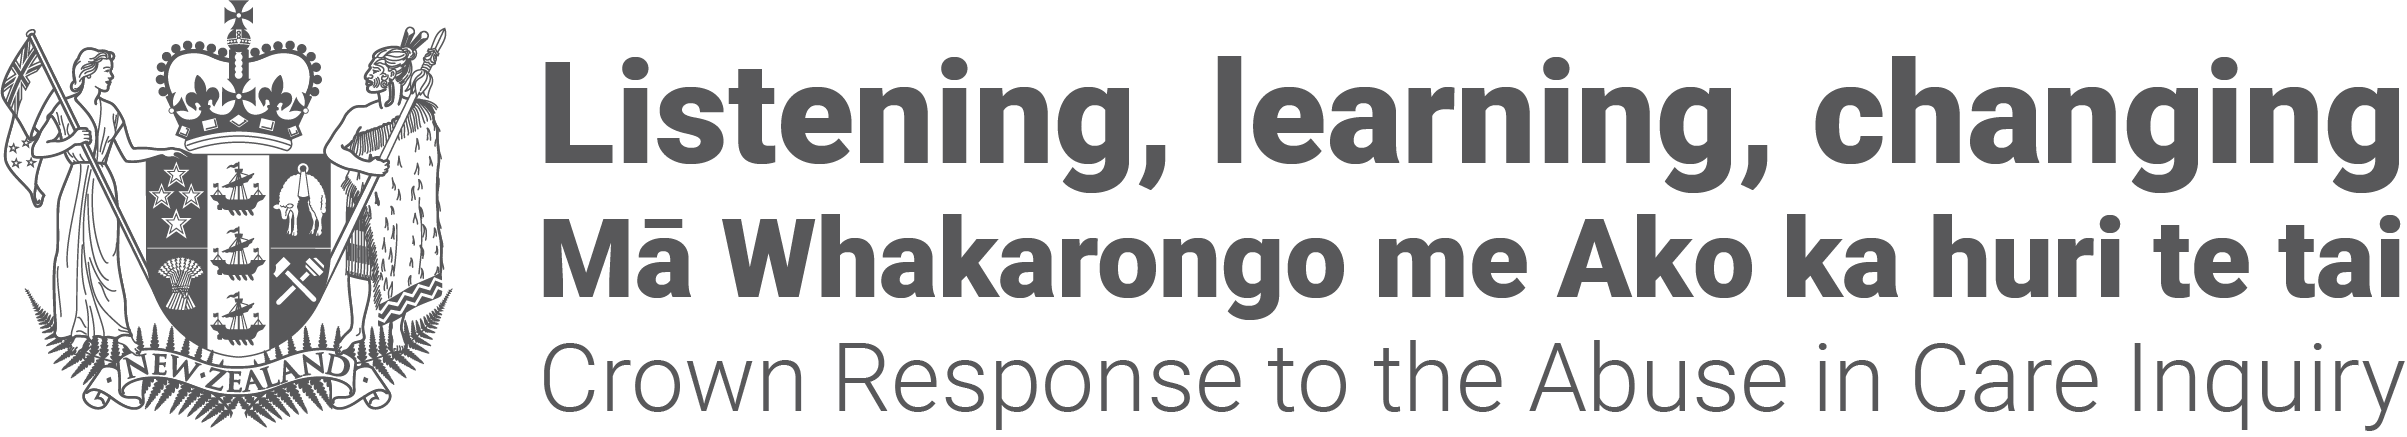 Listening, learning, changing
Mā Whakarongo me Ako ka huri te tai
Crown Response to the Abuse in Care Inquiry
NEW·ZEALAND